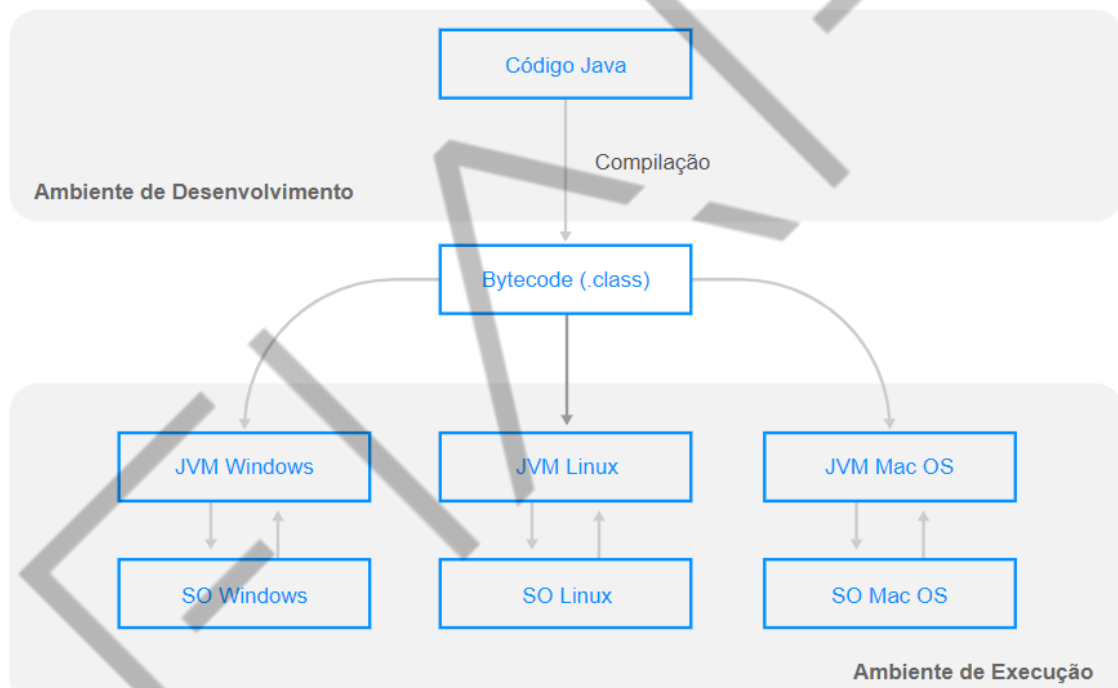 Código Java
Compilação
Ambiente de Desenvolvimento
Bytecode (.class)
JVM Windows
JVM Linux
JVM Mac OS
SO Windows
SO Linux
SO Mac OS
Ambiente de Execução